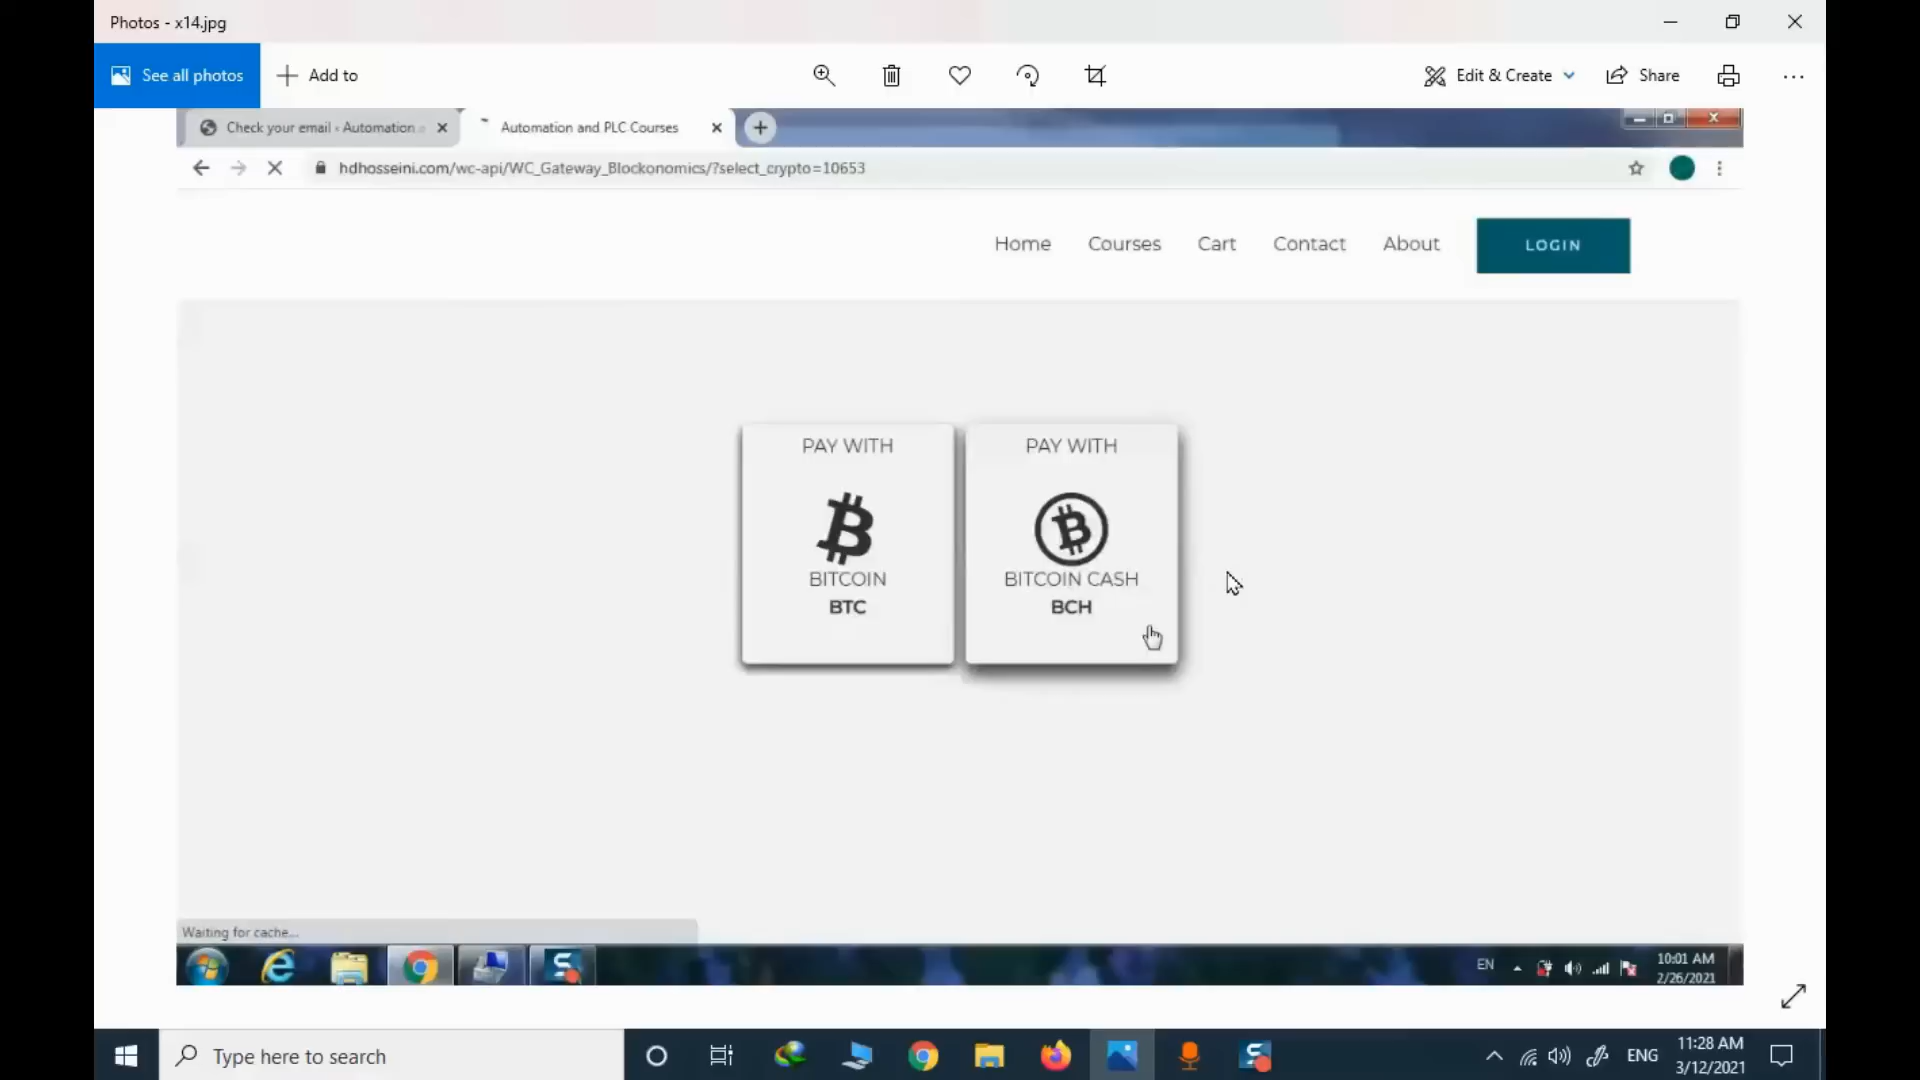 Photos - x14.jpg
See all photos
Add to
Edit & Create
Share
Check your email ‹ Automation
Automation and PLC Courses
hdhosseini.com/wc-api/WC_Gateway_Blockonomics/?select_crypto=10653
Home
Courses
Cart
Contact
About
LOGIN
PAY WITH
BITCOIN
BTC
PAY WITH
BITCOIN CASH
BCH
Waiting for cache...
EN
10:01 AM
2/26/2021
Type here to search
ENG
11:28 AM
3/12/2021